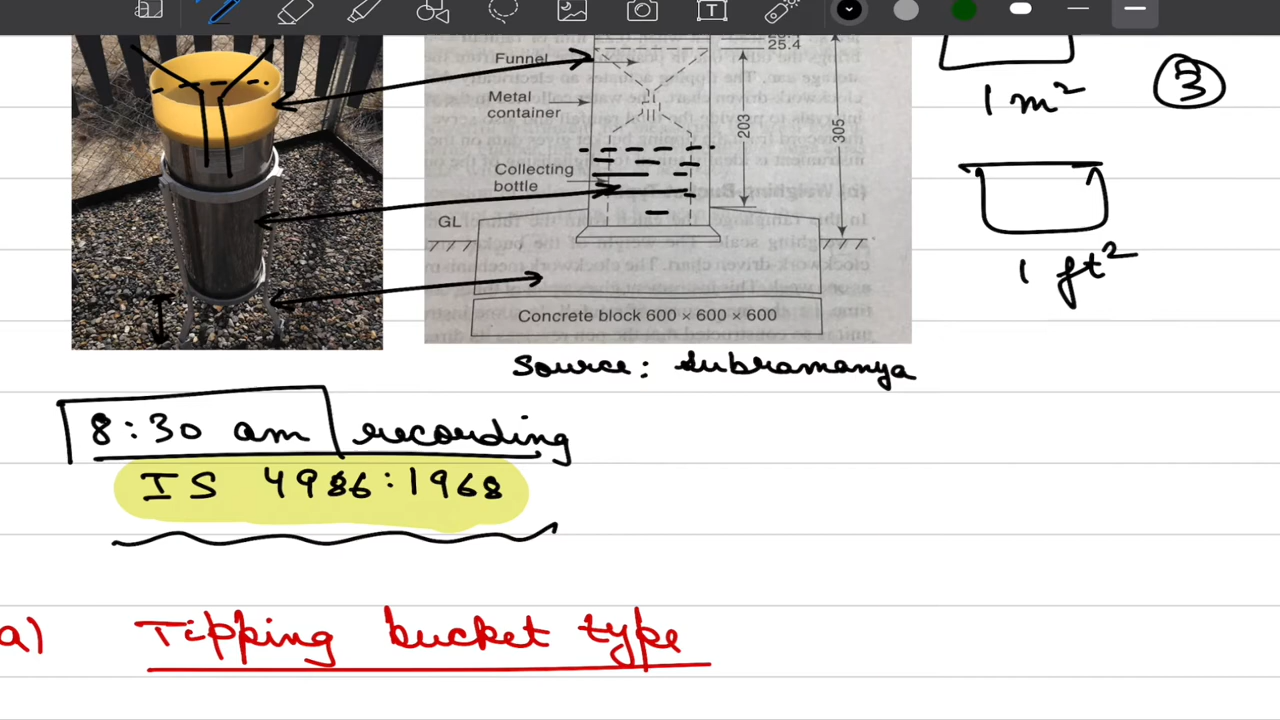 25.4
Funnel
Metal
container
203
305
Collecting
bottle
GL
Concrete block 600 × 600 × 600
Source: Subramanya
1 m²
3
1 ft²
8:30 am recording
IS 4986:1968
a) Tipping bucket type